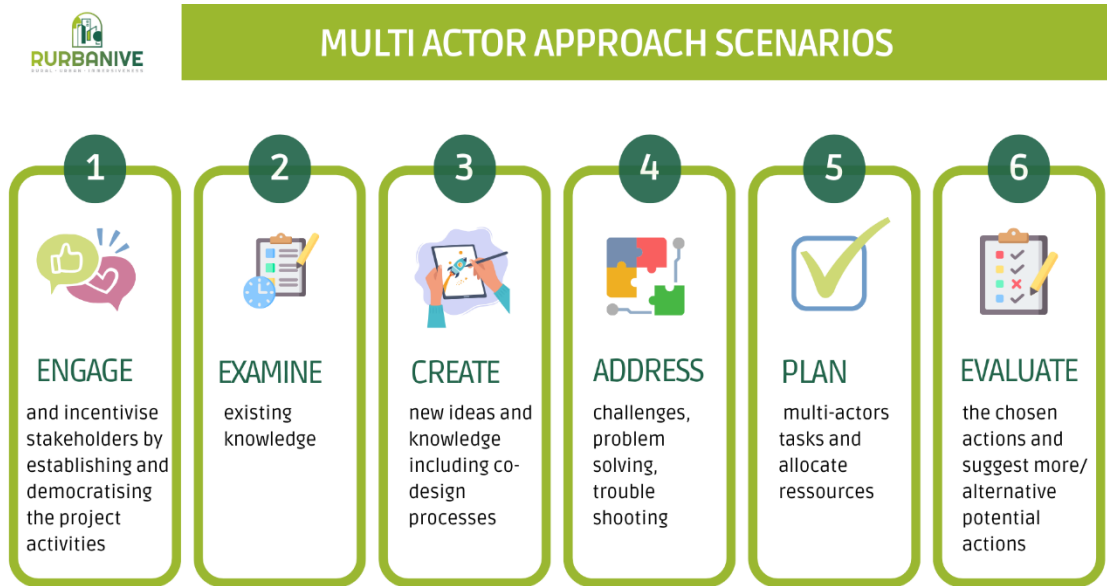 RURBANIVE
RURAL · URBAN · IMMERSIVENESS
MULTI ACTOR APPROACH SCENARIOS
1
ENGAGE
and incentivise
stakeholders by
establishing and
democratising
the project
activities
2
EXAMINE
existing
knowledge
3
CREATE
new ideas and
knowledge
including co-
design
processes
4
ADDRESS
challenges,
problem
solving,
trouble
shooting
5
PLAN
multi-actors
tasks and
allocate
ressources
6
EVALUATE
the chosen
actions and
suggest more/
alternative
potential
actions